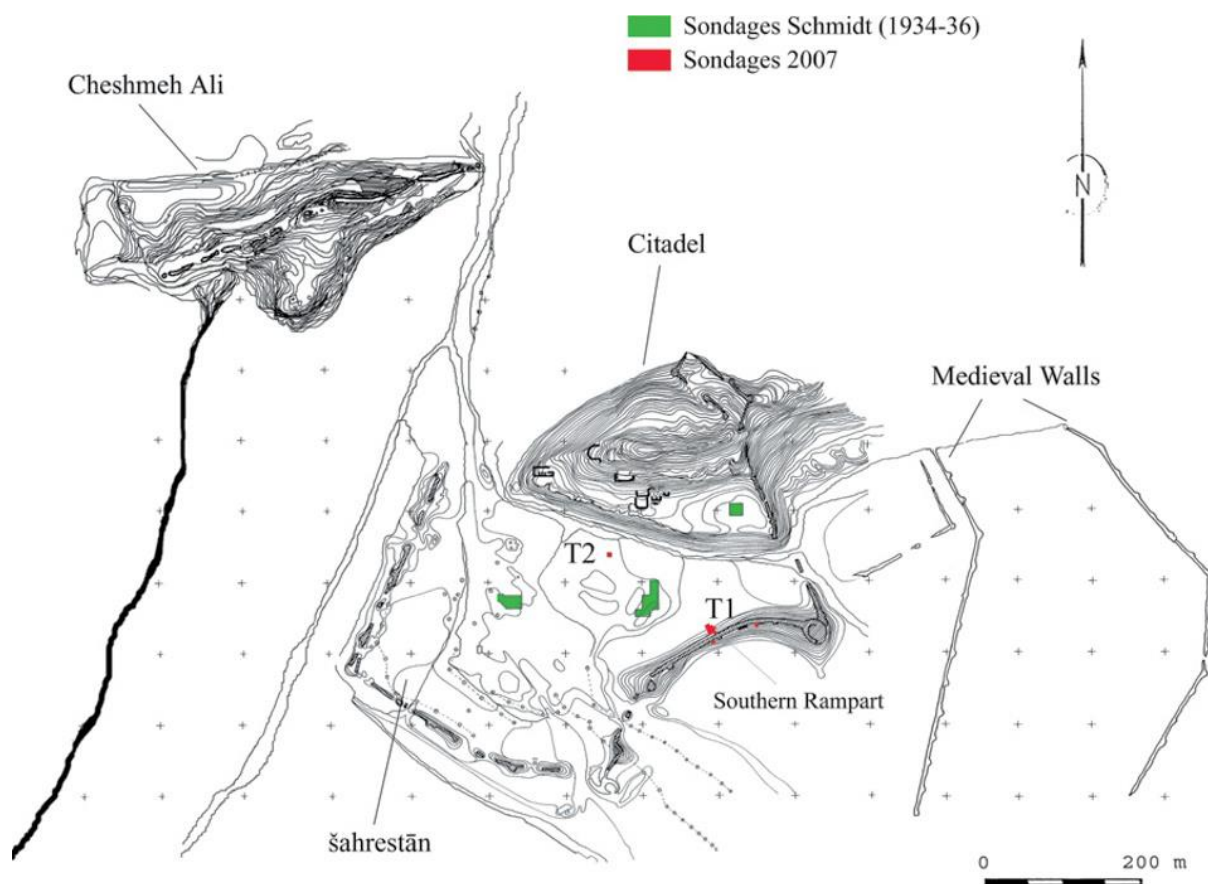 Sondages Schmidt (1934-36)
Sondages 2007
Cheshmeh Ali
N
Citadel
Medieval Walls
T2
T1
Southern Rampart
šahrestān
0 200 m